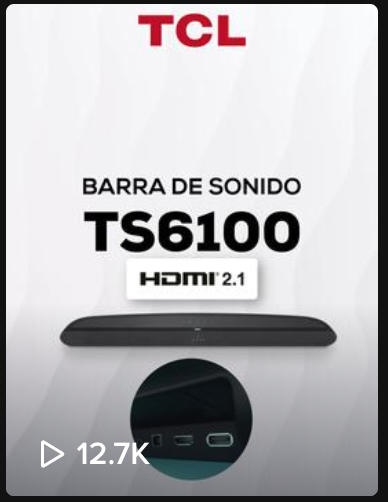 TCL
BARRA DE SONIDO
TS6100
HDMI 2.1
12.7K